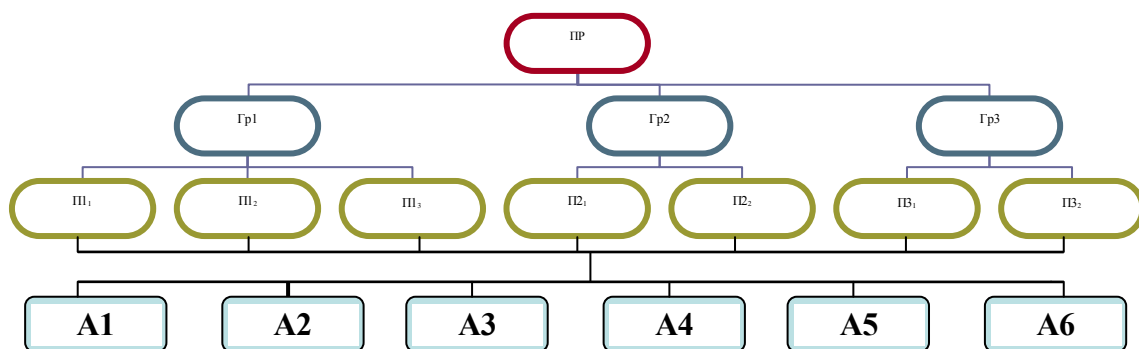 ПР
Гр1
Гр2
Гр3
П1₁
П1₂
П1₃
П2₁
П2₂
П3₁
П3₂
А1
А2
А3
А4
А5
А6